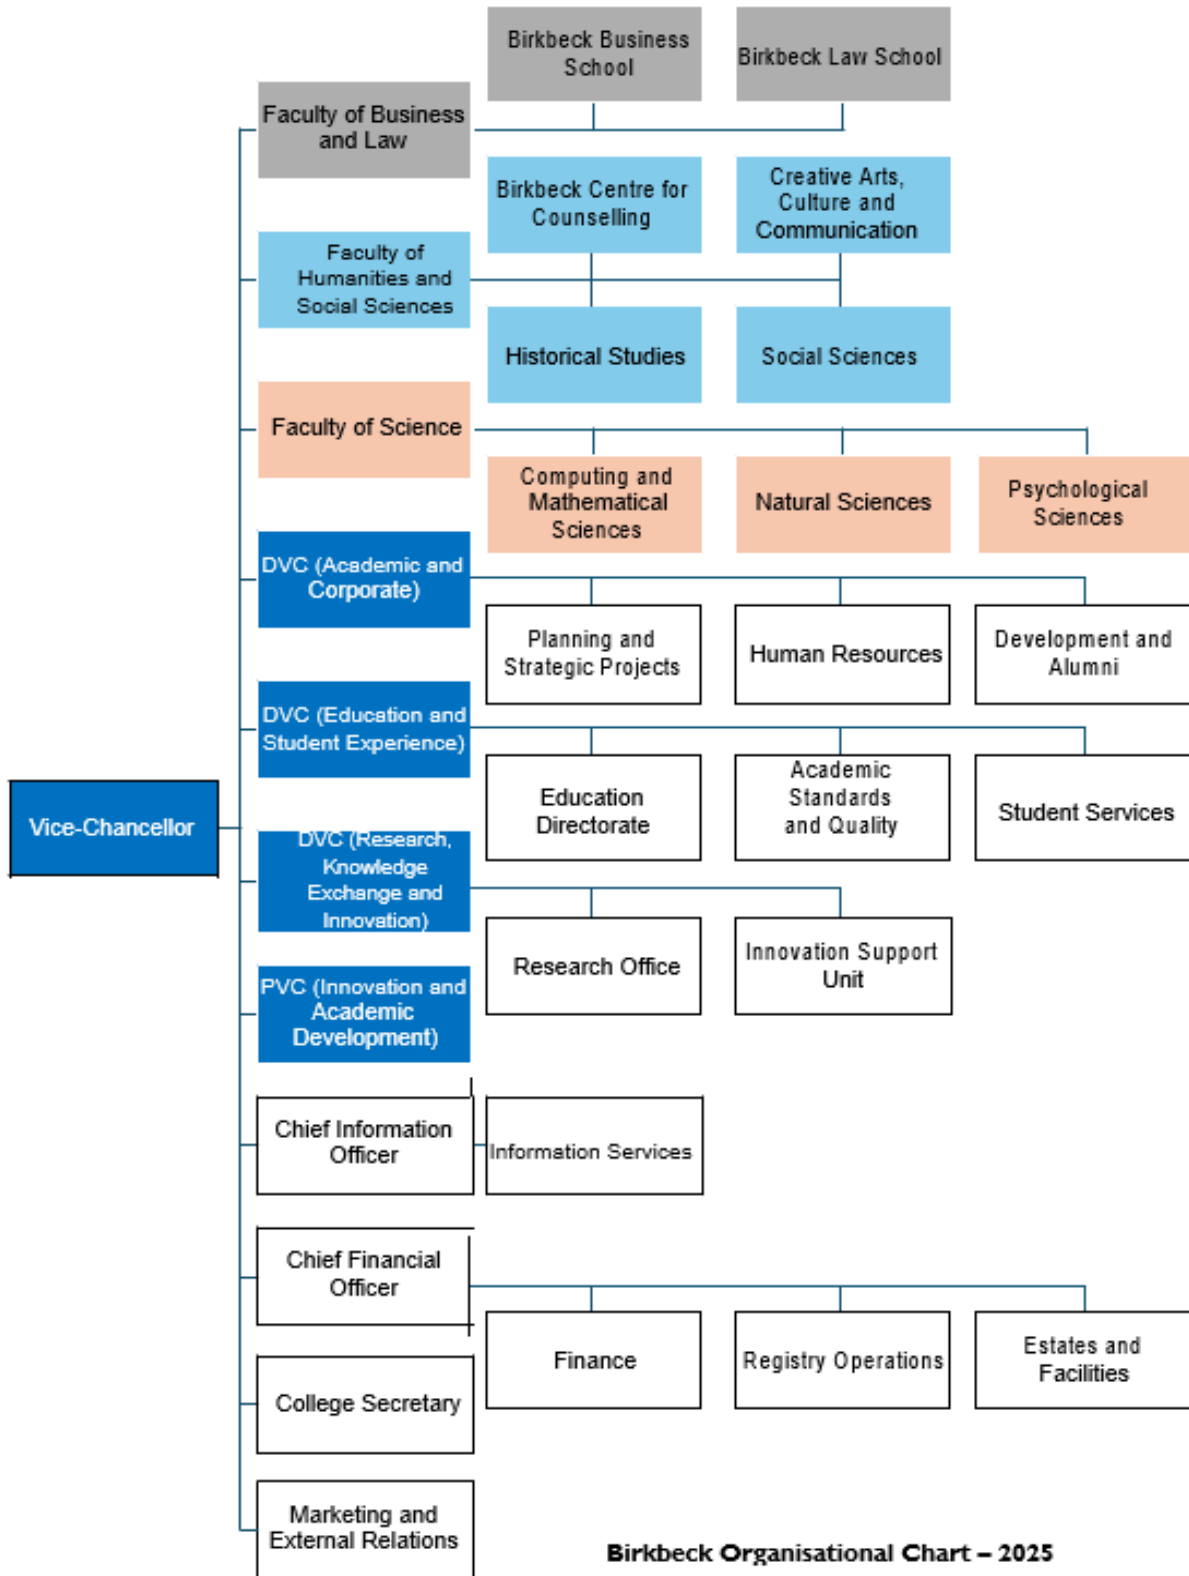 Birkbeck Business
School
Birkbeck Law School
Faculty of Business
and Law
Birkbeck Centre for
Counselling
Creative Arts,
Culture and
Communication
Faculty of
Humanities and
Social Sciences
Historical Studies
Social Sciences
Faculty of Science
Computing and
Mathematical
Sciences
Natural Sciences
Psychological
Sciences
DVC (Academic and
Corporate)
Planning and
Strategic Projects
Human Resources
Development and
Alumni
DVC (Education and
Student Experience)
Education
Directorate
Academic
Standards
and Quality
Student Services
Vice-Chancellor
DVC (Research,
Knowledge
Exchange and
Innovation)
Research Office
Innovation Support
Unit
PVC (Innovation and
Academic
Development)
Chief Information
Officer
Information Services
Chief Financial
Officer
Finance
Registry Operations
Estates and
Facilities
College Secretary
Marketing and
External Relations
Birkbeck Organisational Chart – 2025